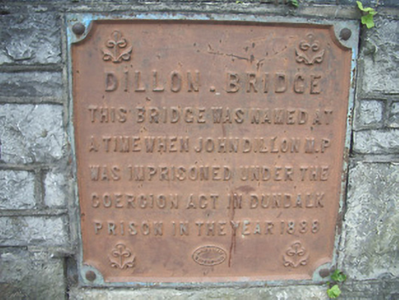 DILLON . BRIDGE
THIS BRIDGE WAS NAMED AT
A TIME WHEN JOHN DILLON M.P
WAS IMPRISONED UNDER THE
COERCION ACT IN DUNDALK
PRISON IN THE YEAR 1888